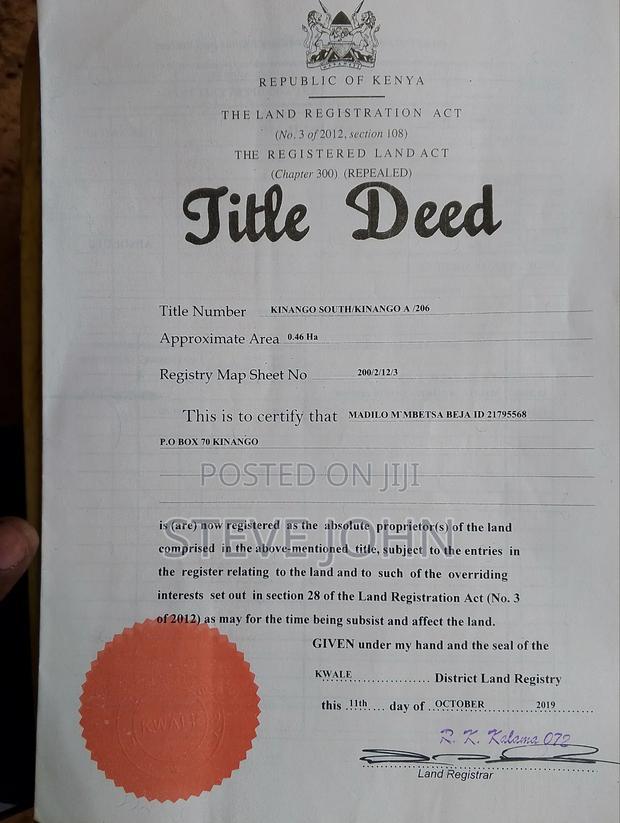 REPUBLIC OF KENYA
THE LAND REGISTRATION ACT
(No. 3 of 2012, section 108)
THE REGISTERED LAND ACT
(Chapter 300) (REPEALED)
Title Deed
Title Number KINANGO SOUTH/KINANGO A /206
Approximate Area 0.46 Ha
Registry Map Sheet No 200/2/12/3
This is to certify that MADILO M`MBETSA BEJA ID 21795568
P.O BOX 70 KINANGO
POSTED ON JIJI
is (are) now registered as the absolute proprietor(s) of the land
STEVE JOHN
comprised in the above-mentioned title, subject to the entries in
the register relating to the land and to such of the overriding
interests set out in section 28 of the Land Registration Act (No. 3
of 2012) as may for the time being subsist and affect the land.
GIVEN under my hand and the seal of the
KWALE District Land Registry
this 11th day of OCTOBER 2019
R. K. Kalama 072
Land Registrar
KWALE